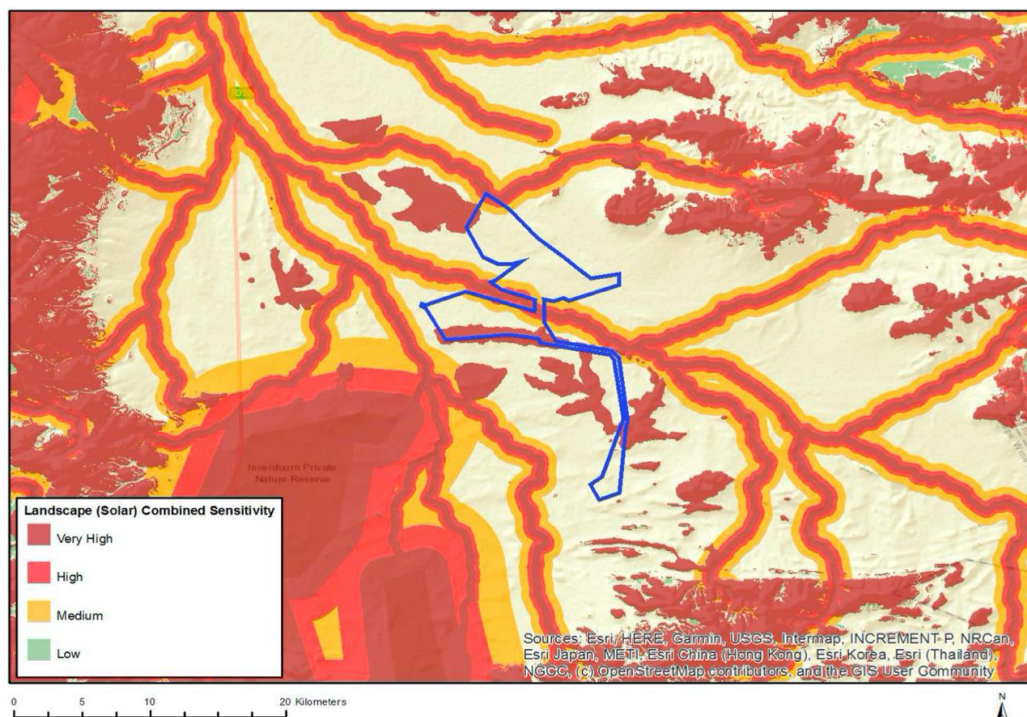 Inverdoorn Private
Nature Reserve
Landscape (Solar) Combined Sensitivity
Very High
High
Medium
Low
Sources: Esri, HERE, Garmin, USGS, Intermap, INCREMENT P, NRCan,
Esri Japan, METI, Esri China (Hong Kong), Esri Korea, Esri (Thailand),
NGCC, (c) OpenStreetMap contributors, and the GIS User Community
0 5 10 20 Kilometers
N